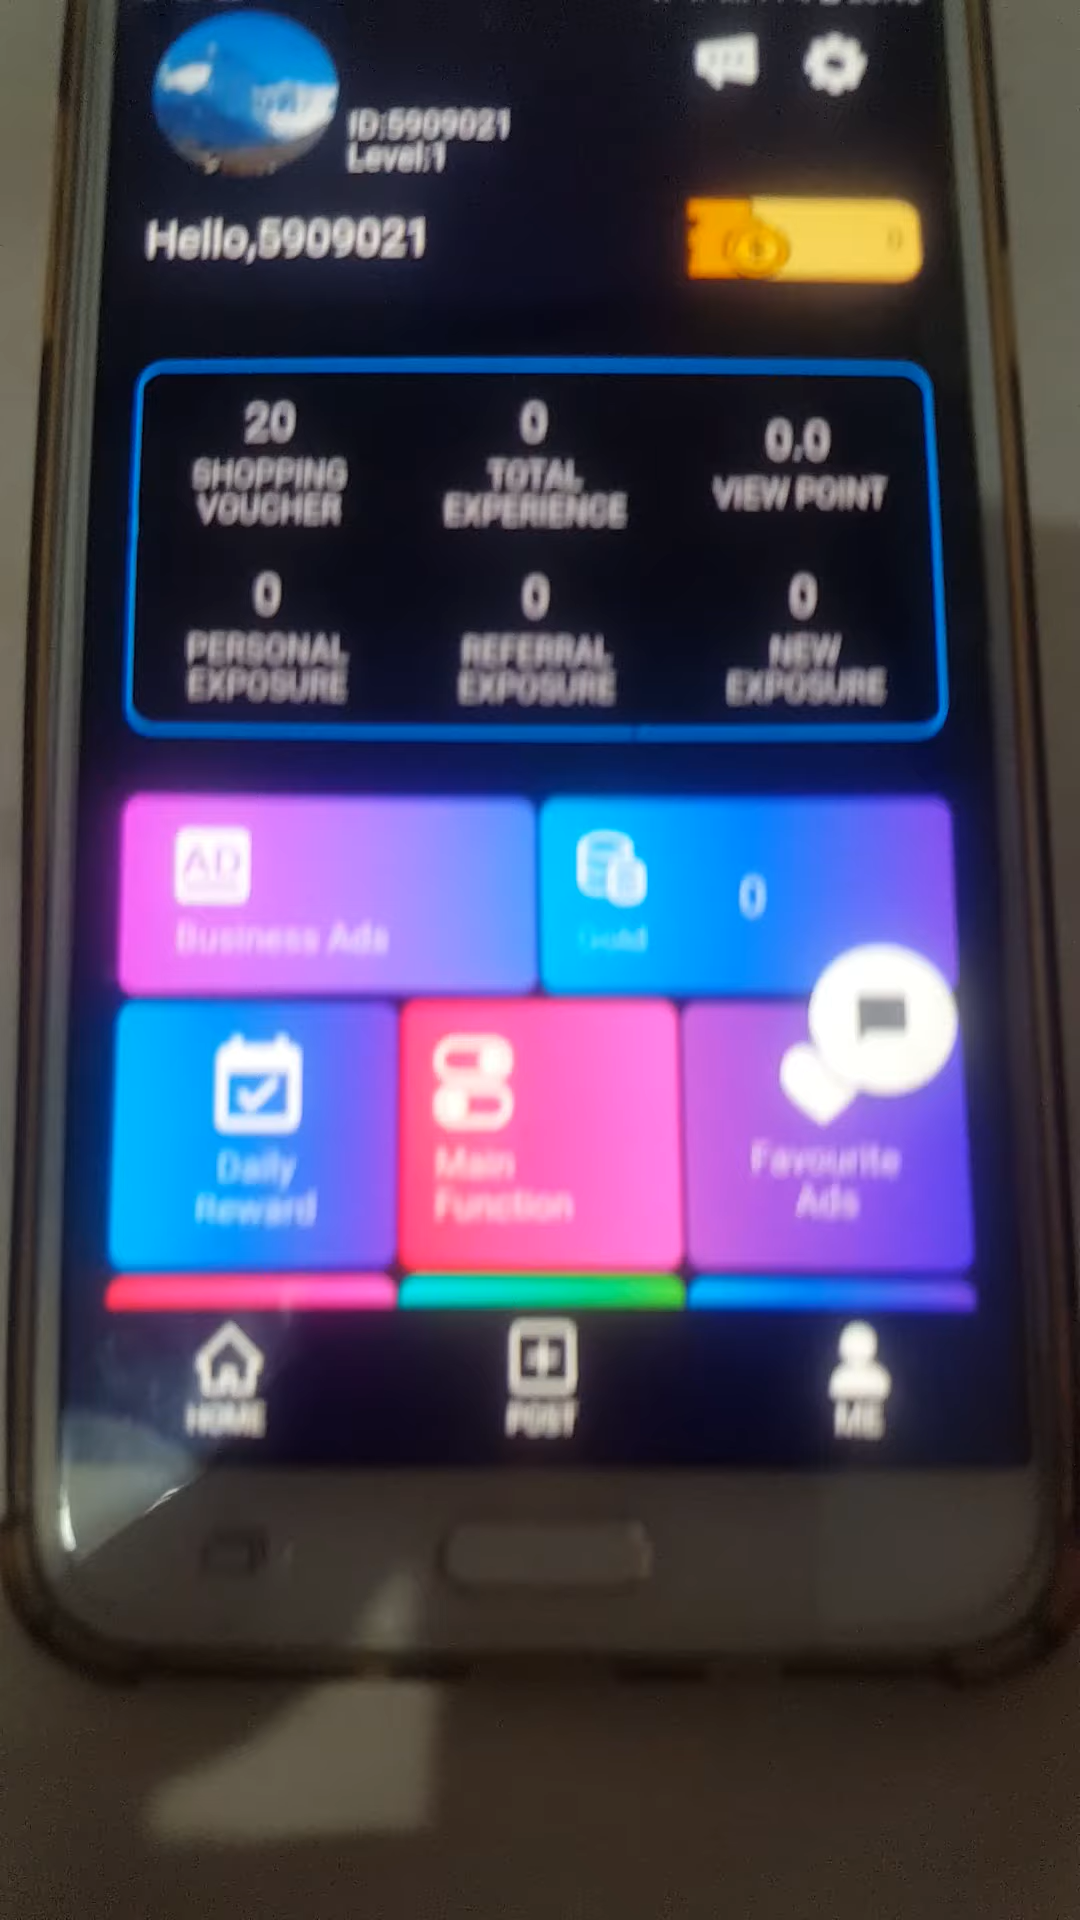 ID:5909021
Level:1
Hello,5909021
0
20
SHOPPING
VOUCHER
0
TOTAL
EXPERIENCE
0.0
VIEW POINT
0
PERSONAL
EXPOSURE
0
REFERRAL
EXPOSURE
0
NEW
EXPOSURE
AD
Business Ads
Gold
0
Daily
Reward
Main
Function
Favourite
Ads
HOME
POST
ME